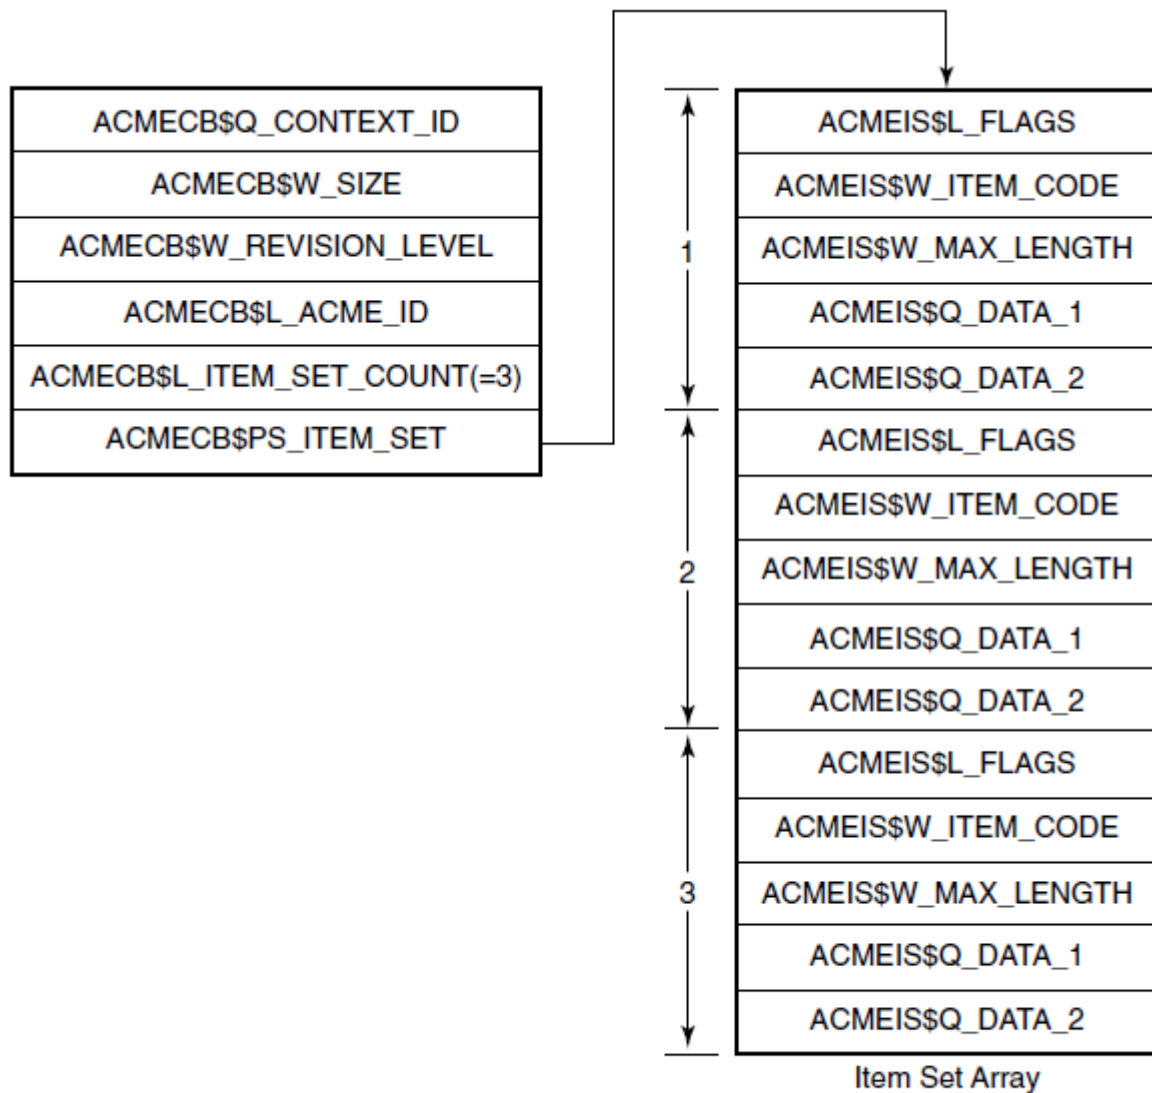 ACMECB$Q_CONTEXT_ID
ACMECB$W_SIZE
ACMECB$W_REVISION_LEVEL
ACMECB$L_ACME_ID
ACMECB$L_ITEM_SET_COUNT(=3)
ACMECB$PS_ITEM_SET
1
ACMEIS$L_FLAGS
ACMEIS$W_ITEM_CODE
ACMEIS$W_MAX_LENGTH
ACMEIS$Q_DATA_1
ACMEIS$Q_DATA_2
2
ACMEIS$L_FLAGS
ACMEIS$W_ITEM_CODE
ACMEIS$W_MAX_LENGTH
ACMEIS$Q_DATA_1
ACMEIS$Q_DATA_2
3
ACMEIS$L_FLAGS
ACMEIS$W_ITEM_CODE
ACMEIS$W_MAX_LENGTH
ACMEIS$Q_DATA_1
ACMEIS$Q_DATA_2
Item Set Array